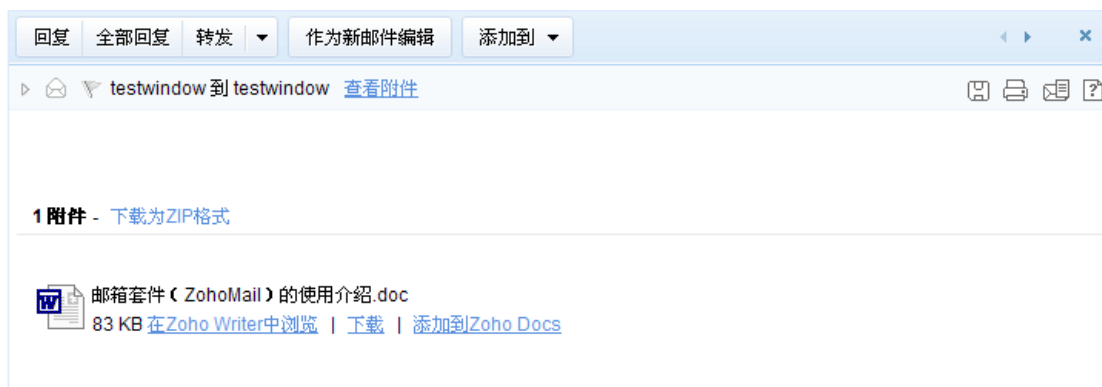 回复 全部回复 转发 作为新邮件编辑 添加到
testwindow 到 testwindow 查看附件
1 附件 - 下载为ZIP格式
邮箱套件（ZohoMail）的使用介绍.doc
83 KB 在Zoho Writer中浏览 | 下载 | 添加到Zoho Docs